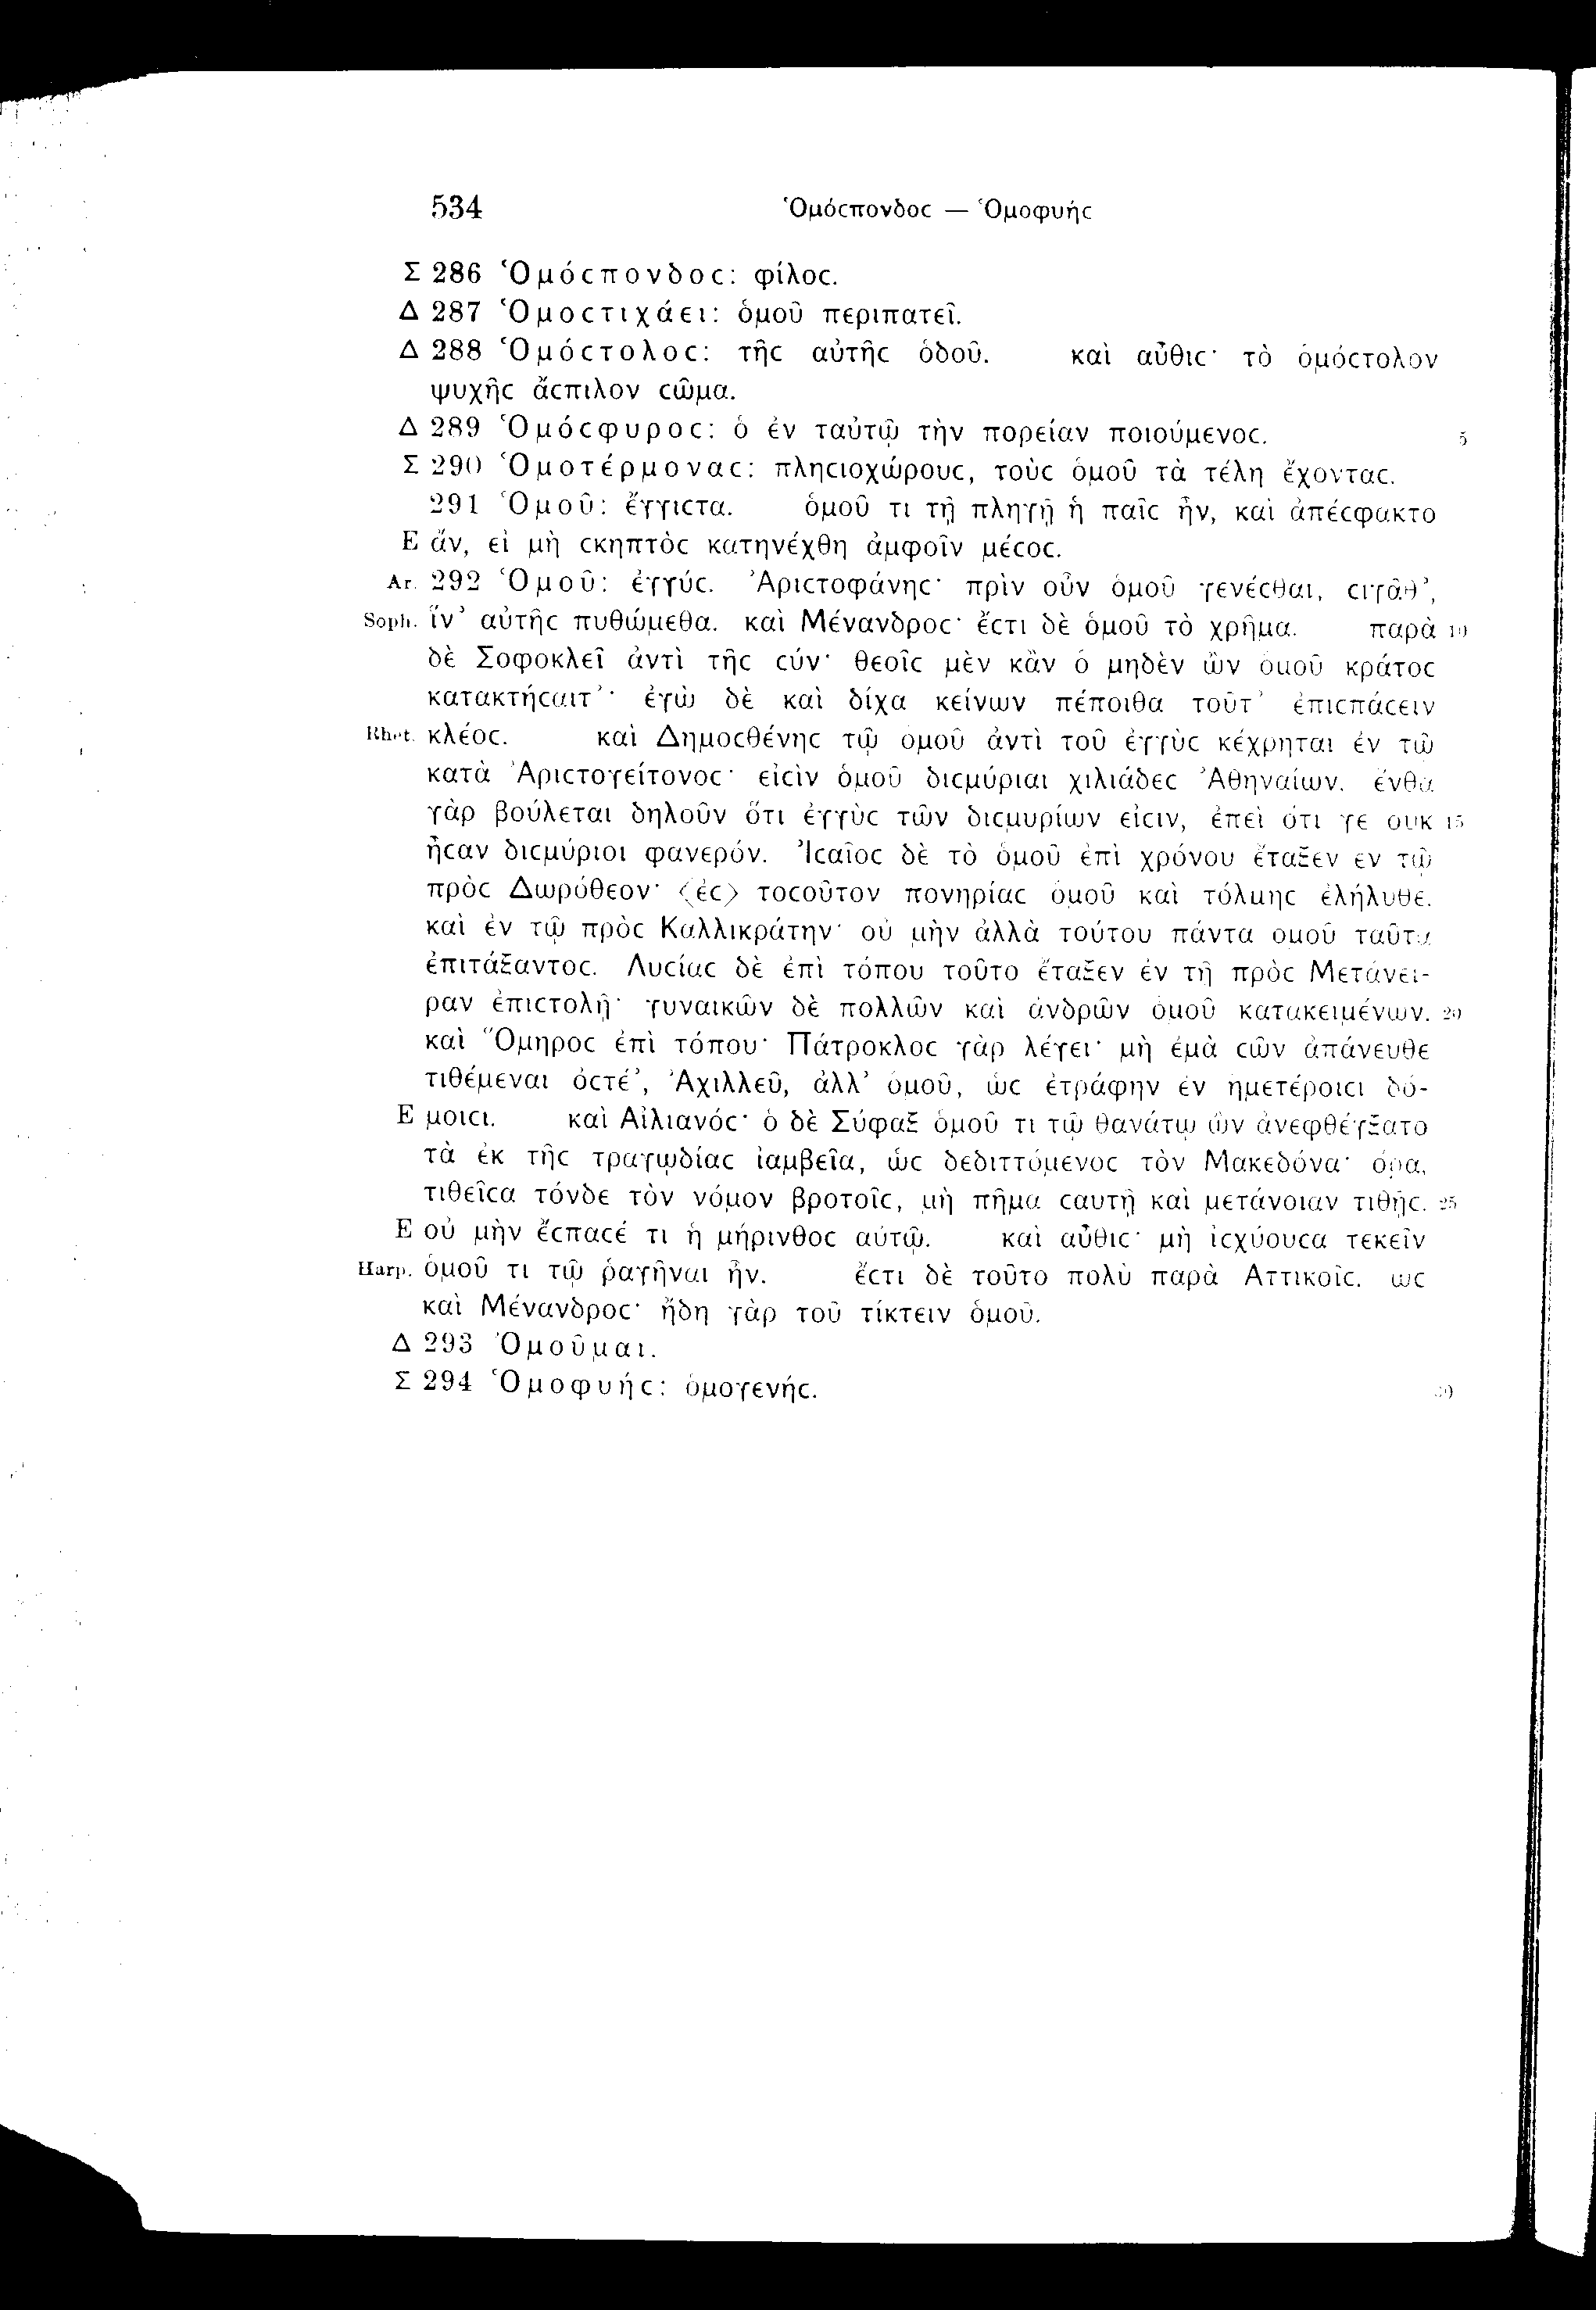 534 Ὁμόϲπονδοϲ — Ὁμοφυήϲ
Σ 286 Ὁμόϲπονδοϲ: φίλοϲ.
Δ 287 Ὁμοϲτιχάει: ὁμοῦ περιπατεῖ.
Δ 288 Ὁμόϲτολοϲ: τῆϲ αὐτῆϲ ὁδοῦ. καὶ αὖθιϲ· τὸ ὁμόϲτολον
ψυχῆϲ ἄϲπιλον ϲῶμα.
Δ 289 Ὁμόϲφυροϲ: ὁ ἐν ταὐτῷ τὴν πορείαν ποιούμενοϲ. 5
Σ 290 Ὁμοτέρμοναϲ: πληϲιοχώρουϲ, τοὺϲ ὁμοῦ τὰ τέλη ἔχονταϲ.
291 Ὁμοῦ: ἔγγιϲτα. ὁμοῦ τι τῇ πληγῇ ἡ παῖϲ ἦν, καὶ ἀπέϲφακτο
E ἄν, εἰ μὴ ϲκηπτὸϲ κατηνέχθη ἀμφοῖν μέϲοϲ.
Ar. 292 Ὁμοῦ: ἐγγύϲ. Ἀριϲτοφάνηϲ· πρὶν οὖν ὁμοῦ γενέϲθαι, ϲιγᾶθ’,
Soph. ἵν’ αὐτῆϲ πυθώμεθα. καὶ Μένανδροϲ· ἔϲτι δὲ ὁμοῦ τὸ χρῆμα. παρὰ 10
δὲ Σοφοκλεῖ ἀντὶ τῆϲ ϲύν· θεοῖϲ μὲν κἂν ὁ μηδὲν ὢν ὁμοῦ κράτοϲ
κατακτήϲαιτ’· ἐγὼ δὲ καὶ δίχα κείνων πέποιθα τοῦτ’ ἐπιϲπάϲειν
Rhet. κλέοϲ. καὶ Δημοϲθένηϲ τῷ ὁμοῦ ἀντὶ τοῦ ἐγγὺϲ κέχρηται ἐν τῷ
κατὰ Ἀριϲτογείτονοϲ· εἰϲὶν ὁμοῦ διϲμύριαι χιλιάδεϲ Ἀθηναίων. ἔνθα
γὰρ βούλεται δηλοῦν ὅτι ἐγγὺϲ τῶν διϲμυρίων εἰϲιν, ἐπεὶ ὅτι γε οὐκ 15
ἦϲαν διϲμύριοι φανερόν. Ἰϲαῖοϲ δὲ τὸ ὁμοῦ ἐπὶ χρόνου ἔταξεν ἐν τῷ
πρὸϲ Δωρόθεον· 〈ἐϲ〉 τοϲοῦτον πονηρίαϲ ὁμοῦ καὶ τόλμηϲ ἐλήλυθε.
καὶ ἐν τῷ πρὸϲ Καλλικράτην· οὐ μὴν ἀλλὰ τούτου πάντα ὁμοῦ ταῦτα
ἐπιτάξαντοϲ. Λυϲίαϲ δὲ ἐπὶ τόπου τοῦτο ἔταξεν ἐν τῇ πρὸϲ Μετάνει-
ραν ἐπιϲτολῇ· γυναικῶν δὲ πολλῶν καὶ ἀνδρῶν ὁμοῦ κατακειμένων. 20
καὶ Ὅμηροϲ ἐπὶ τόπου· Πάτροκλοϲ γὰρ λέγει· μὴ ἐμὰ ϲῶν ἀπάνευθε
τιθέμεναι ὀϲτέ’, Ἀχιλλεῦ, ἀλλ’ ὁμοῦ, ὡϲ ἐτράφην ἐν ἡμετέροιϲι δό-
E μοιϲι. καὶ Αἰλιανόϲ· ὁ δὲ Σύφαξ ὁμοῦ τι τῷ θανάτῳ ὢν ἀνεφθέγξατο
τὰ ἐκ τῆϲ τραγῳδίαϲ ἰαμβεῖα, ὡϲ δεδιττόμενοϲ τὸν Μακεδόνα· ὅρα,
τιθεῖϲα τόνδε τὸν νόμον βροτοῖϲ, μὴ πῆμα ϲαυτῇ καὶ μετάνοιαν τιθῇϲ. 25
E οὐ μὴν ἔϲπαϲέ τι ἡ μήρινθοϲ αὐτῷ. καὶ αὖθιϲ· μὴ ἰϲχύουϲα τεκεῖν
Harp. ὁμοῦ τι τῷ ῥαγῆναι ἦν. ἔϲτι δὲ τοῦτο πολὺ παρὰ Ἀττικοῖϲ. ὡϲ
καὶ Μένανδροϲ· ἤδη γὰρ τοῦ τίκτειν ὁμοῦ.
Δ 293 Ὁμοῦμαι.
Σ 294 Ὁμοφυήϲ: ὁμογενήϲ. 30